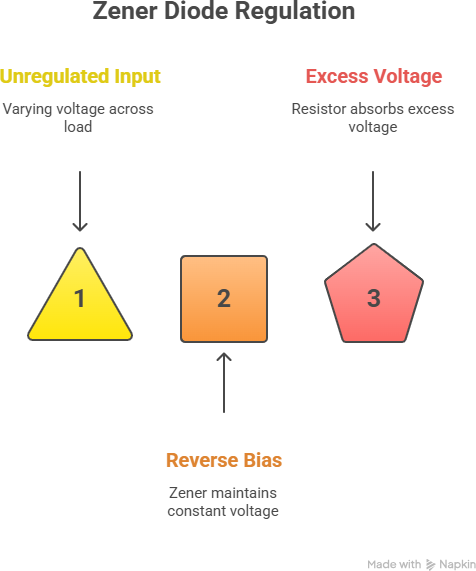 Zener Diode Regulation
Unregulated Input
Varying voltage across
load
Excess Voltage
Resistor absorbs excess
voltage
1
2
3
Reverse Bias
Zener maintains
constant voltage
Made with Napkin